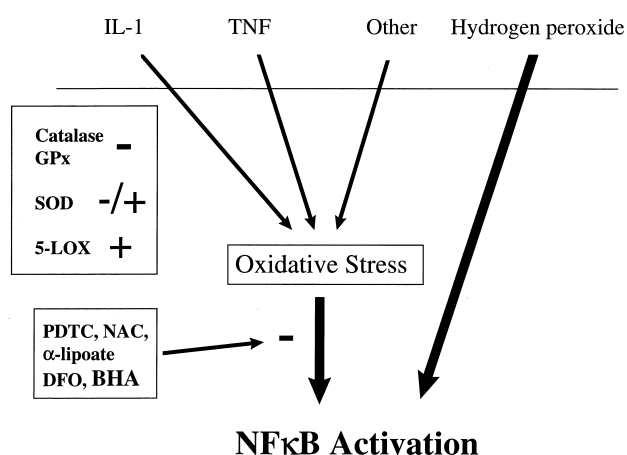 IL-1 TNF Other Hydrogen peroxide
Catalase
GPx -
SOD -/+
5-LOX +
Oxidative Stress
PDTC, NAC,
α-lipoate
DFO, BHA
-
NFκB Activation